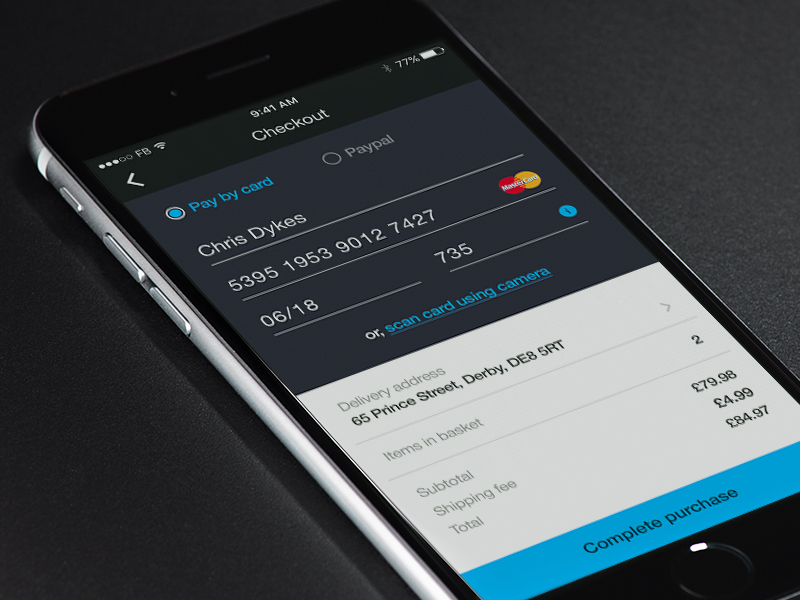 FB 9:41 AM 77%
Checkout
Pay by card Paypal
Chris Dykes
MasterCard
5395 1953 9012 7427
06/18 735
or, scan card using camera
Delivery address
65 Prince Street, Derby, DE8 5RT
Items in basket 2
Subtotal £79.98
Shipping fee £4.99
Total £84.97
Complete purchase